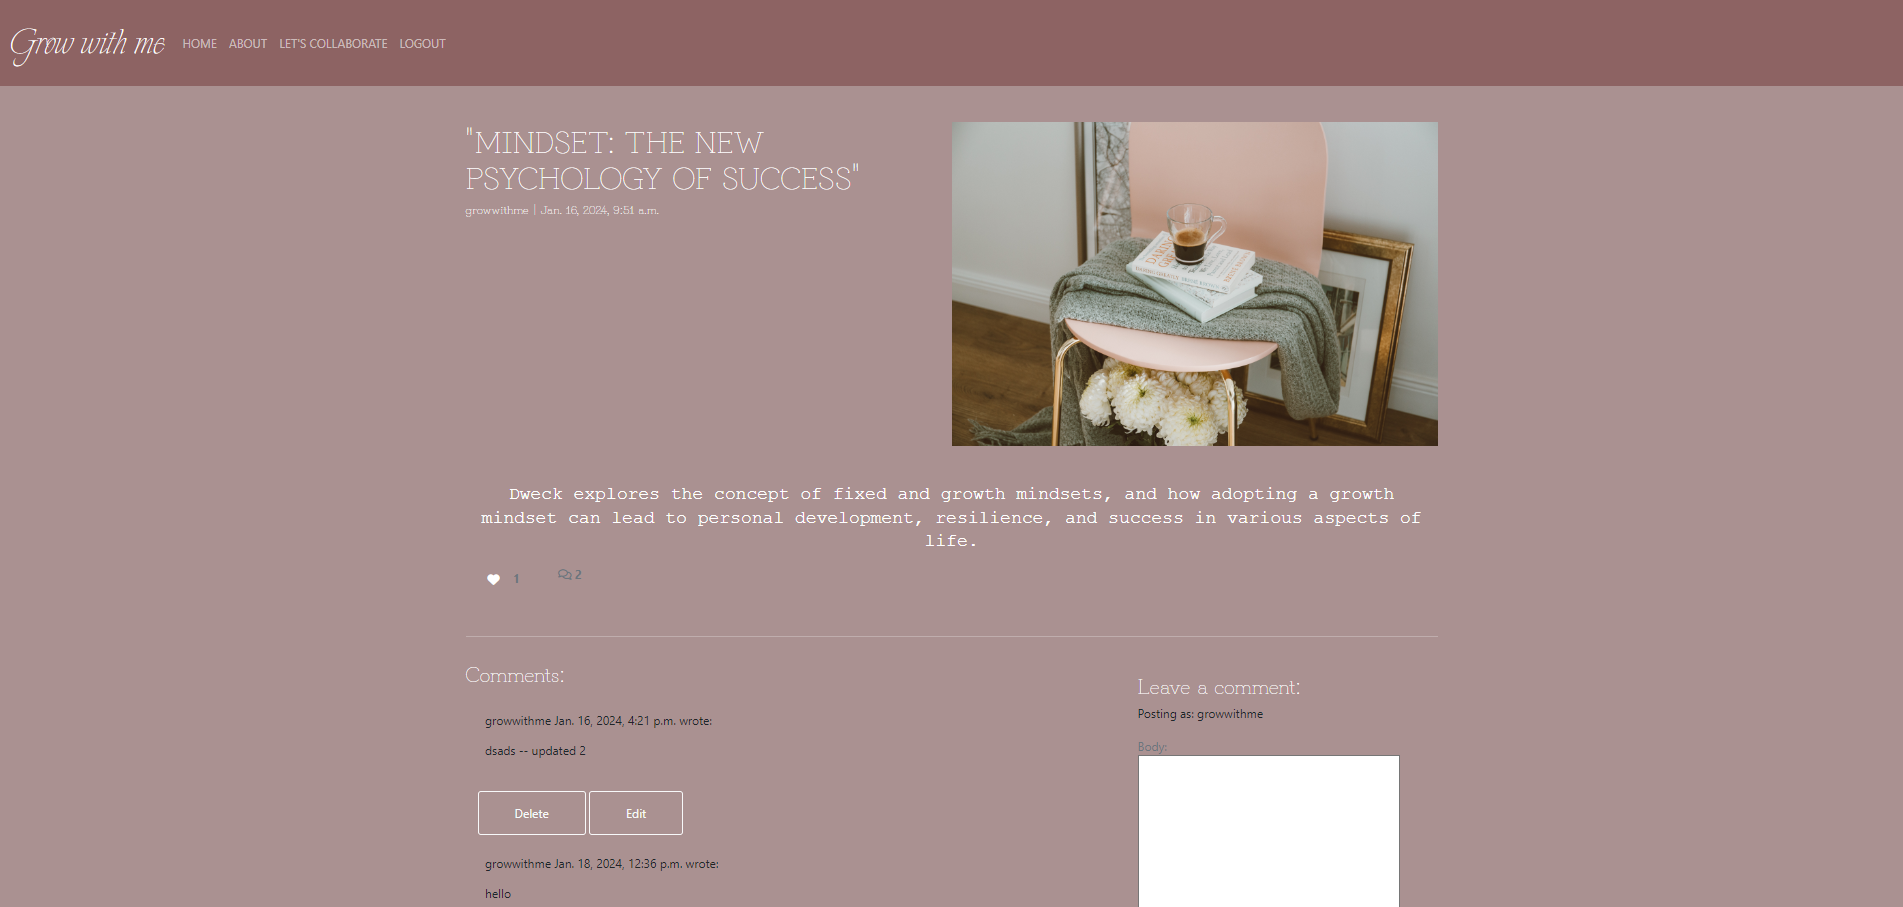 Grow with me HOME ABOUT LET'S COLLABORATE LOGOUT
"MINDSET: THE NEW
PSYCHOLOGY OF SUCCESS"
growwithme | Jan. 16, 2024, 9:51 a.m.
DARING
Dweck explores the concept of fixed and growth mindsets, and how adopting a growth
mindset can lead to personal development, resilience, and success in various aspects of
life.
1 2
Comments:
growwithme Jan. 16, 2024, 4:21 p.m. wrote:
dsads -- updated 2
Delete Edit
growwithme Jan. 18, 2024, 12:36 p.m. wrote:
hello
Leave a comment:
Posting as: growwithme
Body: